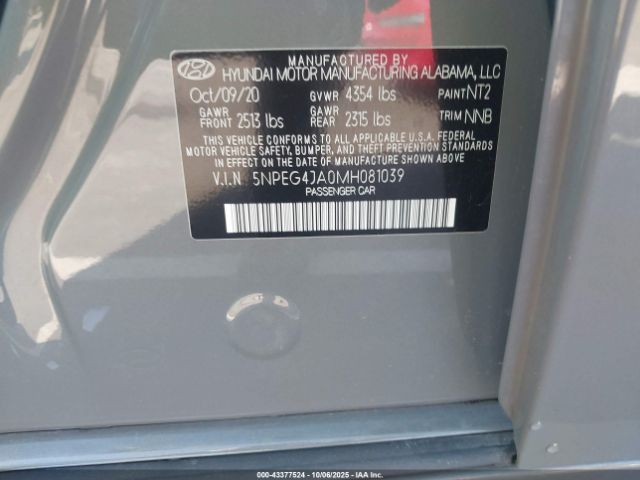 MANUFACTURED BY
HYUNDAI MOTOR MANUFACTURING ALABAMA, LLC
Oct/09/20 GVWR 4354 lbs PAINT NT2
GAWR FRONT 2513 lbs GAWR REAR 2315 lbs TRIM NNB
THIS VEHICLE CONFORMS TO ALL APPLICABLE U.S.A. FEDERAL
MOTOR VEHICLE SAFETY, BUMPER, AND THEFT PREVENTION STANDARDS
IN EFFECT ON THE DATE OF MANUFACTURE SHOWN ABOVE.
V.I.N. 5NPEG4JA0MH081039
PASSENGER CAR
000-43377524 10/06/2025 - IAAI, Inc. Copyright